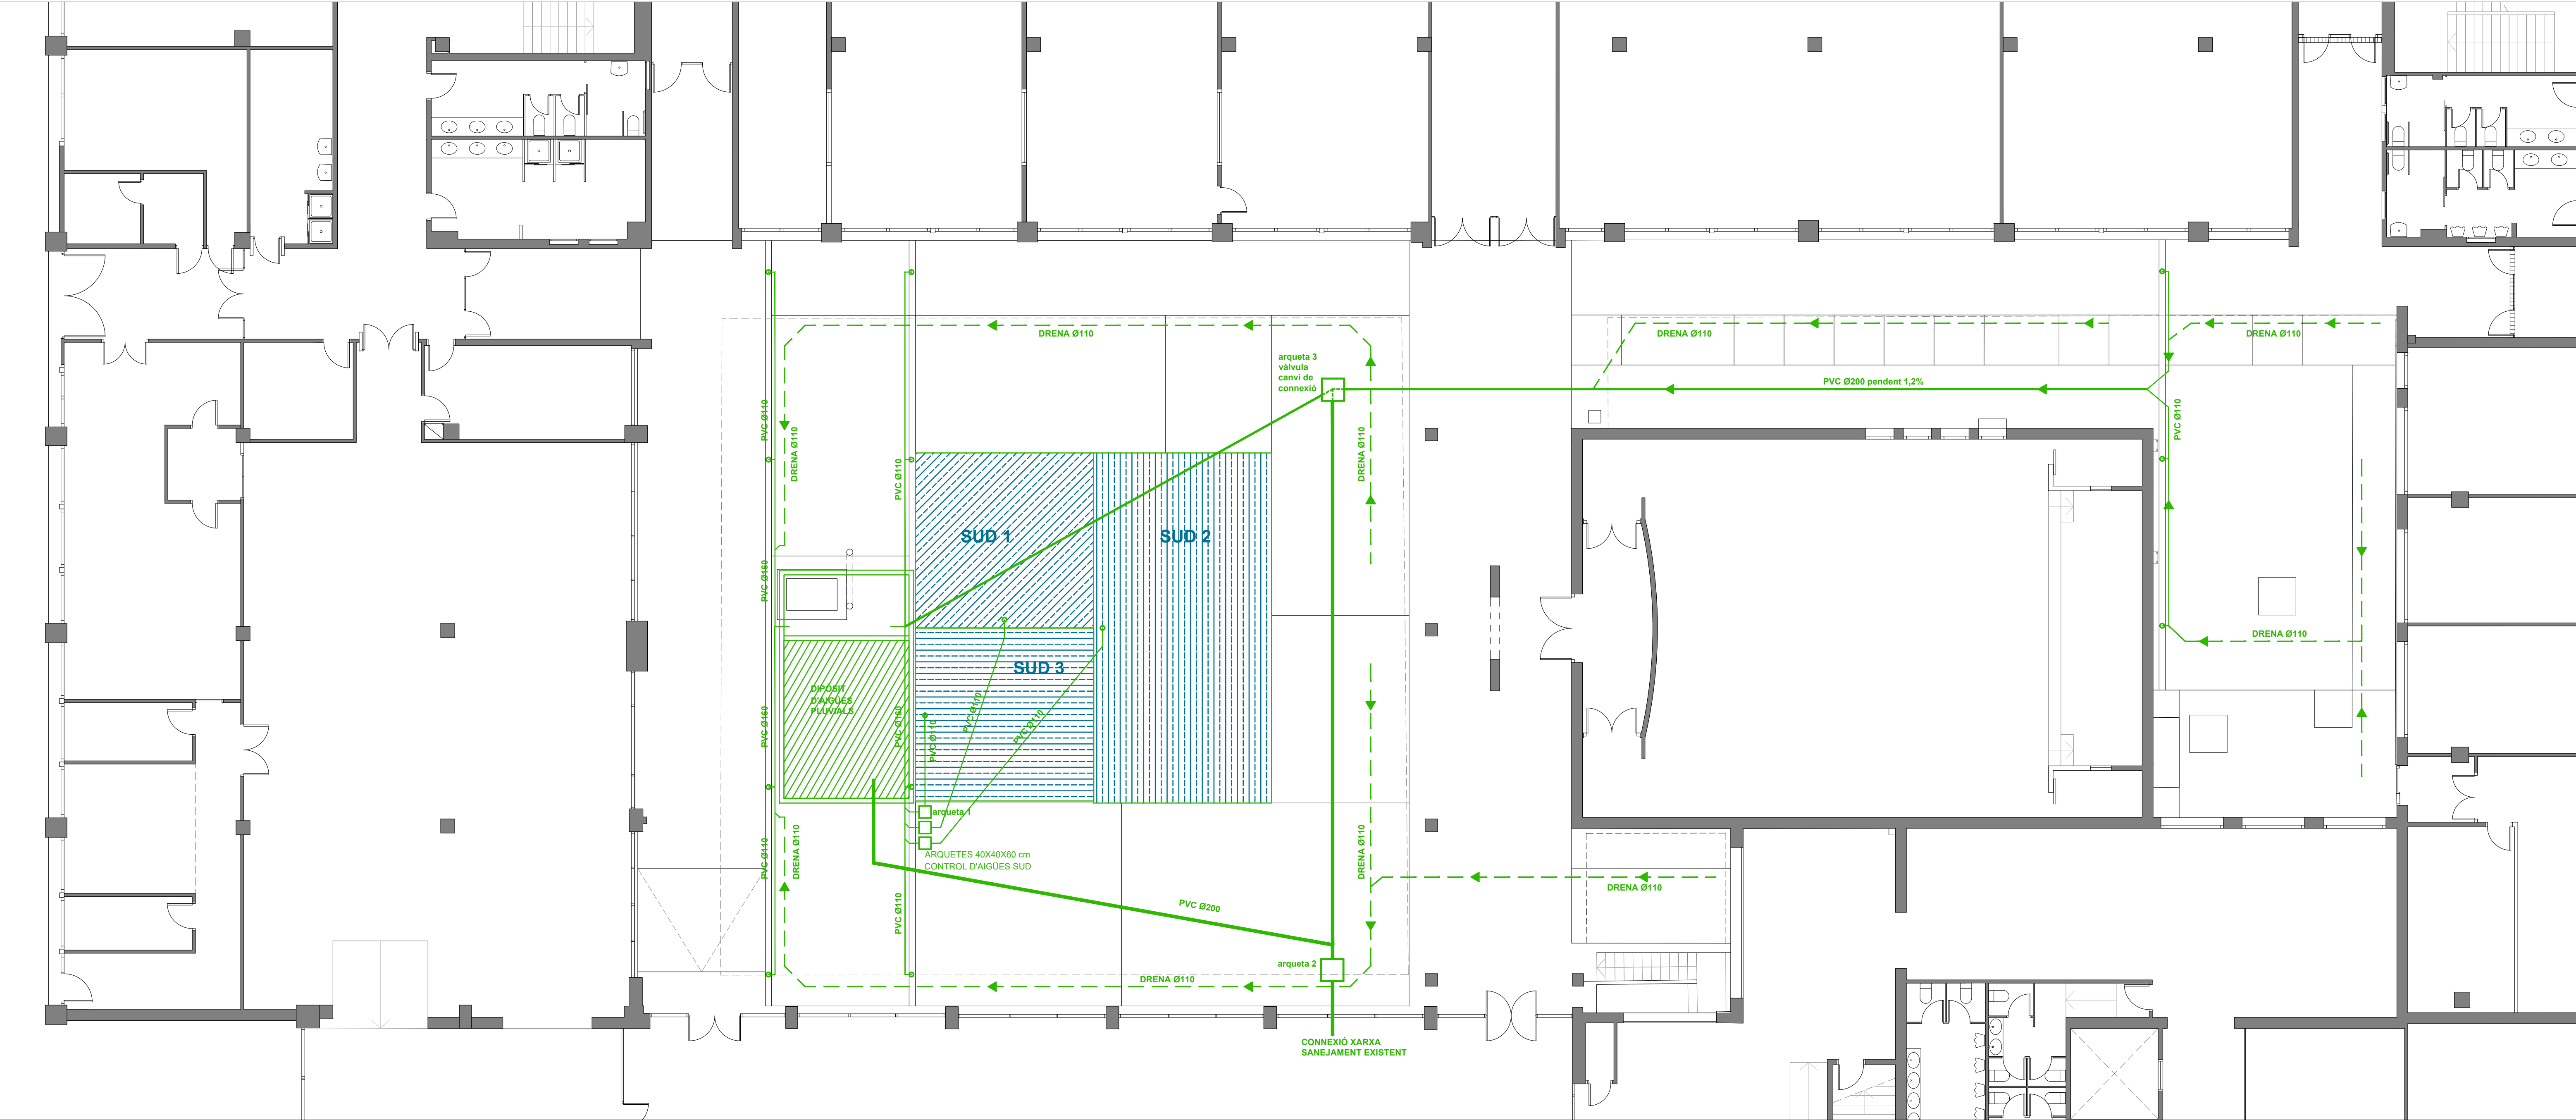 DRENA Ø110
DRENA Ø110
DRENA Ø110
arqueta 3
vàlvula
canvi de
connexió
PVC Ø200 pendent 1,2%
PVC Ø110
DRENA Ø110
PVC Ø110
DRENA Ø110
PVC Ø110
SUD 1
SUD 2
PVC Ø160
DRENA Ø110
SUD 3
DIPÒSIT
D'AIGÜES
PLUVIALS
PVC Ø160
PVC Ø160
PVC Ø110
PVC Ø110
PVC Ø110
arqueta 1
ARQUETES 40X40X60 cm
CONTROL D'AIGÜES SUD
PVC Ø110
DRENA Ø110
DRENA Ø110
DRENA Ø110
PVC Ø110
PVC Ø200
arqueta 2
DRENA Ø110
CONNEXIÓ XARXA
SANEJAMENT EXISTENT